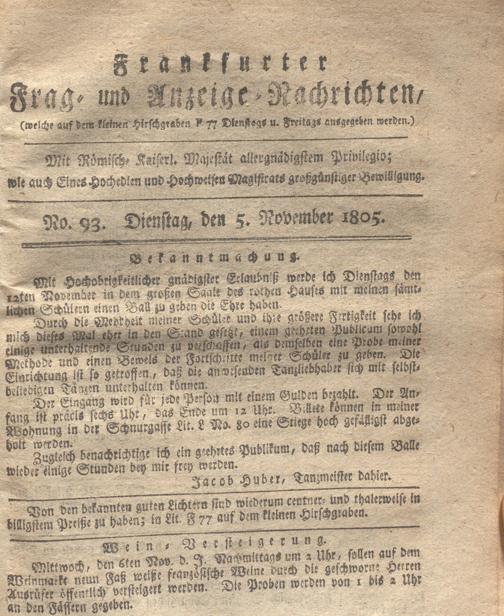 Frankfurter
Frag- und Anzeige-Nachrichten,
(welche auf dem kleinen Hirschgraben F 77 Dienstags u. Freitags ausgegeben werden.)
Mit Römisch-Kaiserl. Majestät allergnädigstem Privilegio;
wie auch Eines Hochedlen und Hochweisen Magistrats großgünstiger Bewilligung.
No. 93. Dienstag, den 5. November 1805.
Bekanntmachung.
Mit Hochobrigkeitlicher gnädigster Erlaubniß werde ich Dienstags den
12ten November in dem großen Saale des rothen Hauses mit meinen sämt-
lichen Schülern einen Ball zu geben die Ehre haben.
Durch die Mehrheit meiner Schüler und ihre größere Fertigkeit sehe ich
mich dieses Mal eher in den Stand gesetzt, einem geehrten Publicum sowohl
einige unterhaltende Stunden zu verschaffen, als demselben eine Probe meiner
Methode und einen Beweis der Fortschritte meiner Schüler zu geben. Die
Einrichtung ist so getroffen, daß die anwesenden Tanzliebhaber sich mit selbst-
beliebigen Tänzen unterhalten können.
Der Eingang wird für jede Person mit einem Gulden bezahlt. Der An-
fang ist präcis sechs Uhr, das Ende um 12 Uhr. Billete können in meiner
Wohnung in der Schnurgasse Lit. L No. 80 eine Stiege hoch gefälligst abge-
holt werden.
Zugleich benachrichtige ich ein geehrtes Publikum, daß nach diesem Balle
wieder einige Stunden bey mir frey werden.
Jacob Huber, Tanzmeister dahier.
Von den bekannten guten Lichtern sind wiederum centner- und thalerweise in
billigstem Preiße zu haben; in Lit. F 77 auf dem kleinen Hirschgraben.
Wein-Versteigerung.
Mittwoch, den 6ten Nov. d. J. Nachmittags um 2 Uhr, sollen auf dem
Weinmarkt neun Faß weiße französische Weine durch die geschworne Herren
Ausrüfer öffentlich versteigert werden. Die Proben werden von 1 bis 2 Uhr
an den Fässern gegeben.